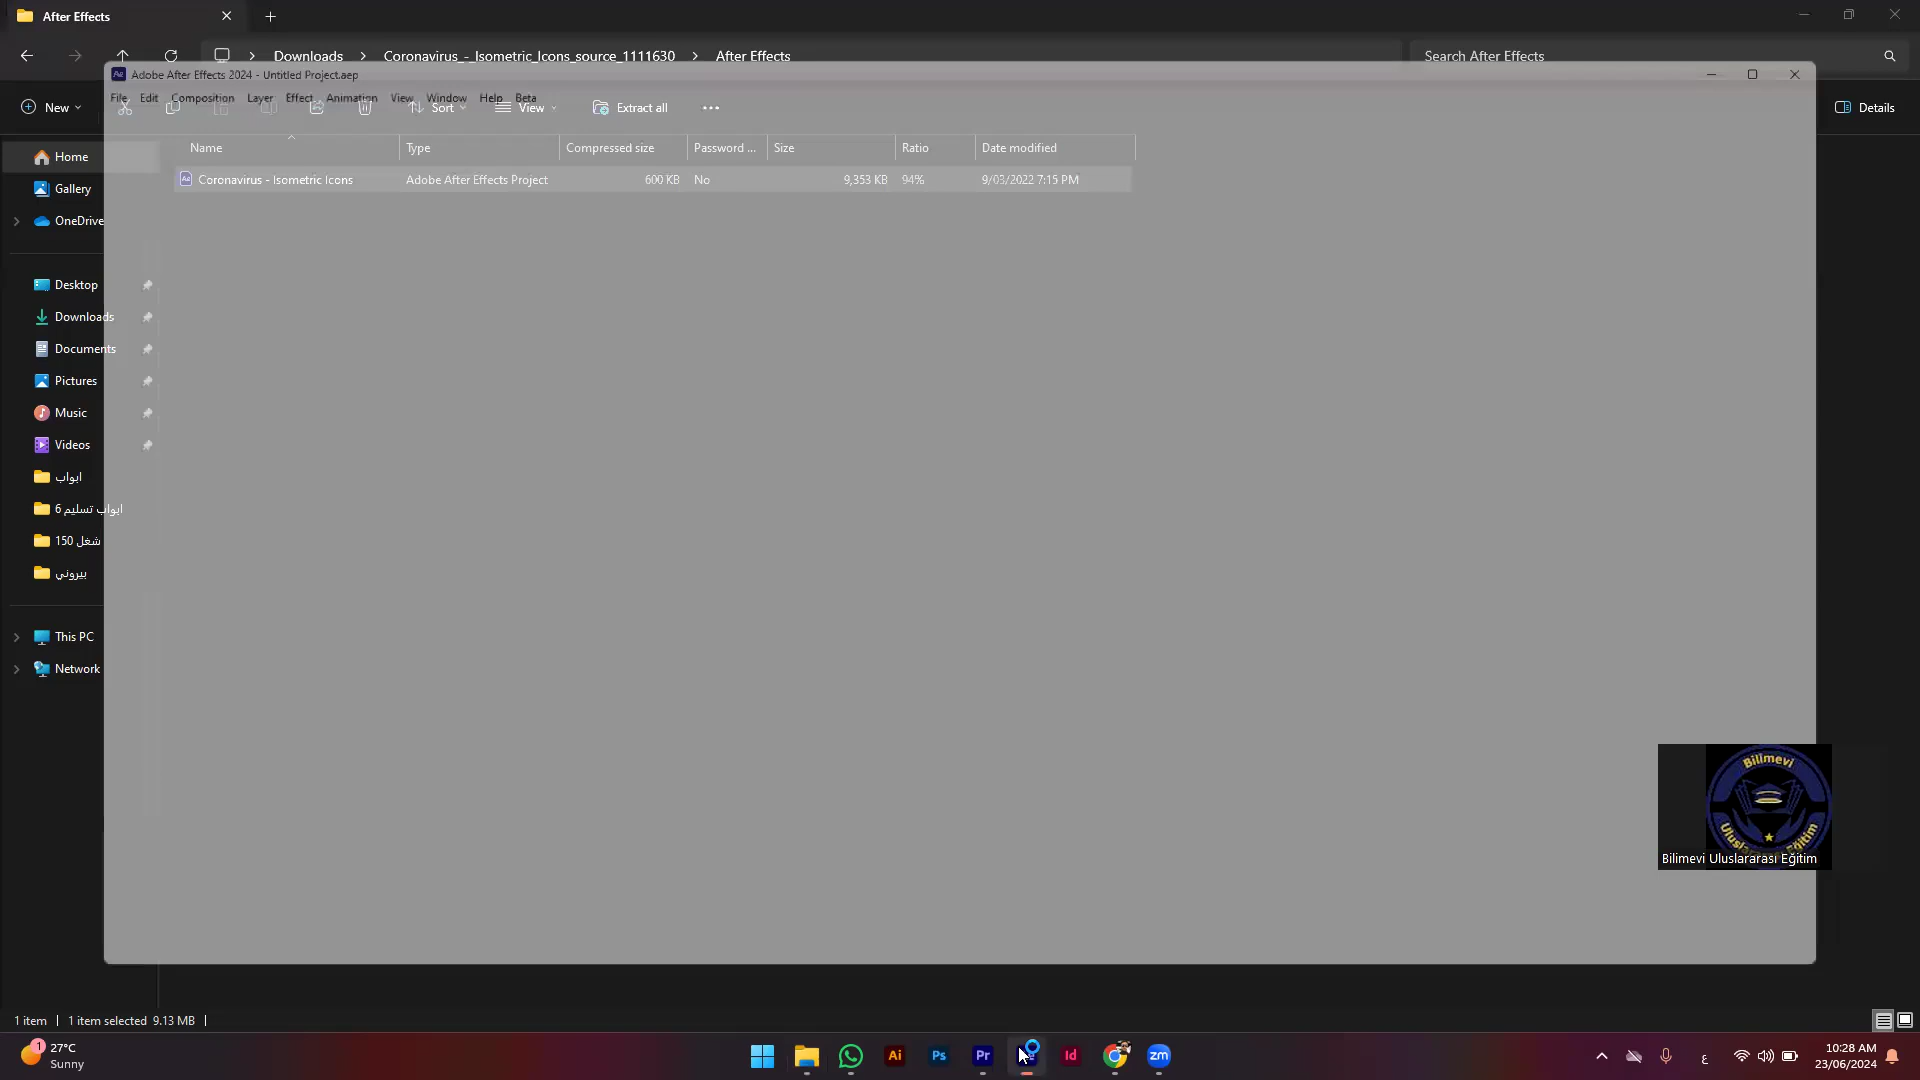 After Effects
Downloads > Coronavirus_-_Isometric_Icons_source_1111630 > After Effects
Search After Effects
Adobe After Effects 2024 - Untitled Project.aep
File Edit Composition Layer Effect Animation View Window Help Beta
New
Sort
View
Extract all
Details
Name Type Compressed size Password ... Size Ratio Date modified
Coronavirus - Isometric Icons Adobe After Effects Project 600 KB No 9,353 KB 94% 9/03/2022 7:15 PM
Home
Gallery
OneDrive
Desktop
Downloads
Documents
Pictures
Music
Videos
ابواب
ابواب تسليم 6
شغل 150
بيروني
This PC
Network
Bilimevi
Uluslararası Eğitim
Bilimevi Uluslararası Eğitim
1 item 1 item selected 9.13 MB
1
27°C
Sunny
Ai
Ps
Pr
Id
zm
ع
10:28 AM
23/06/2024